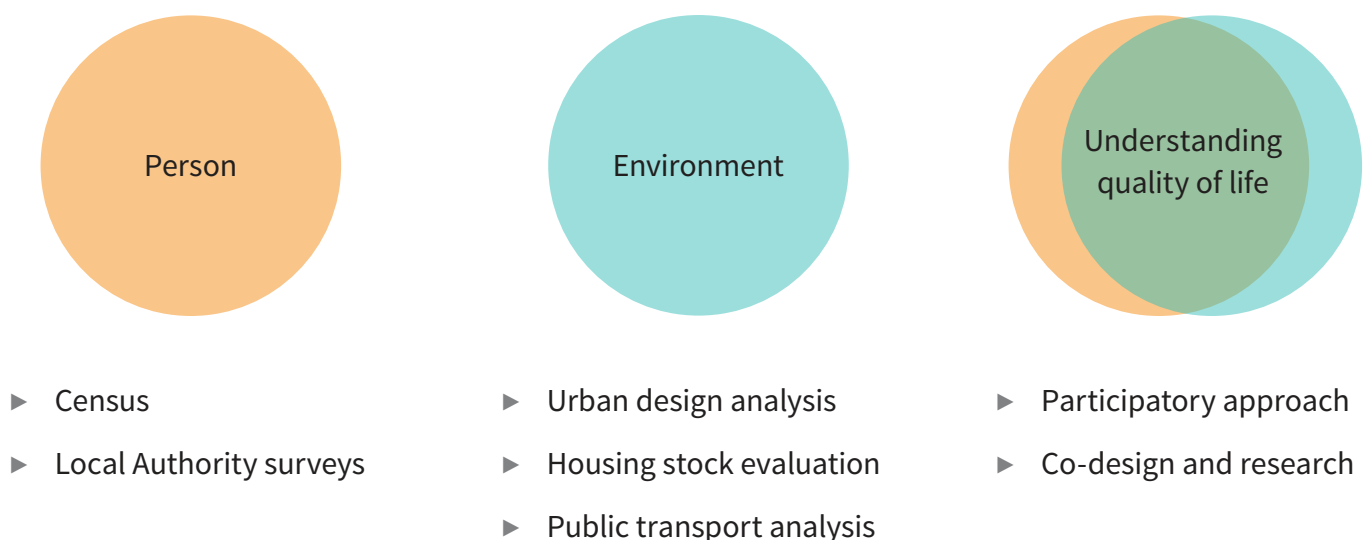 Person
Environment
Understanding
quality of life
► Census
► Local Authority surveys
► Urban design analysis
► Housing stock evaluation
► Public transport analysis
► Participatory approach
► Co-design and research